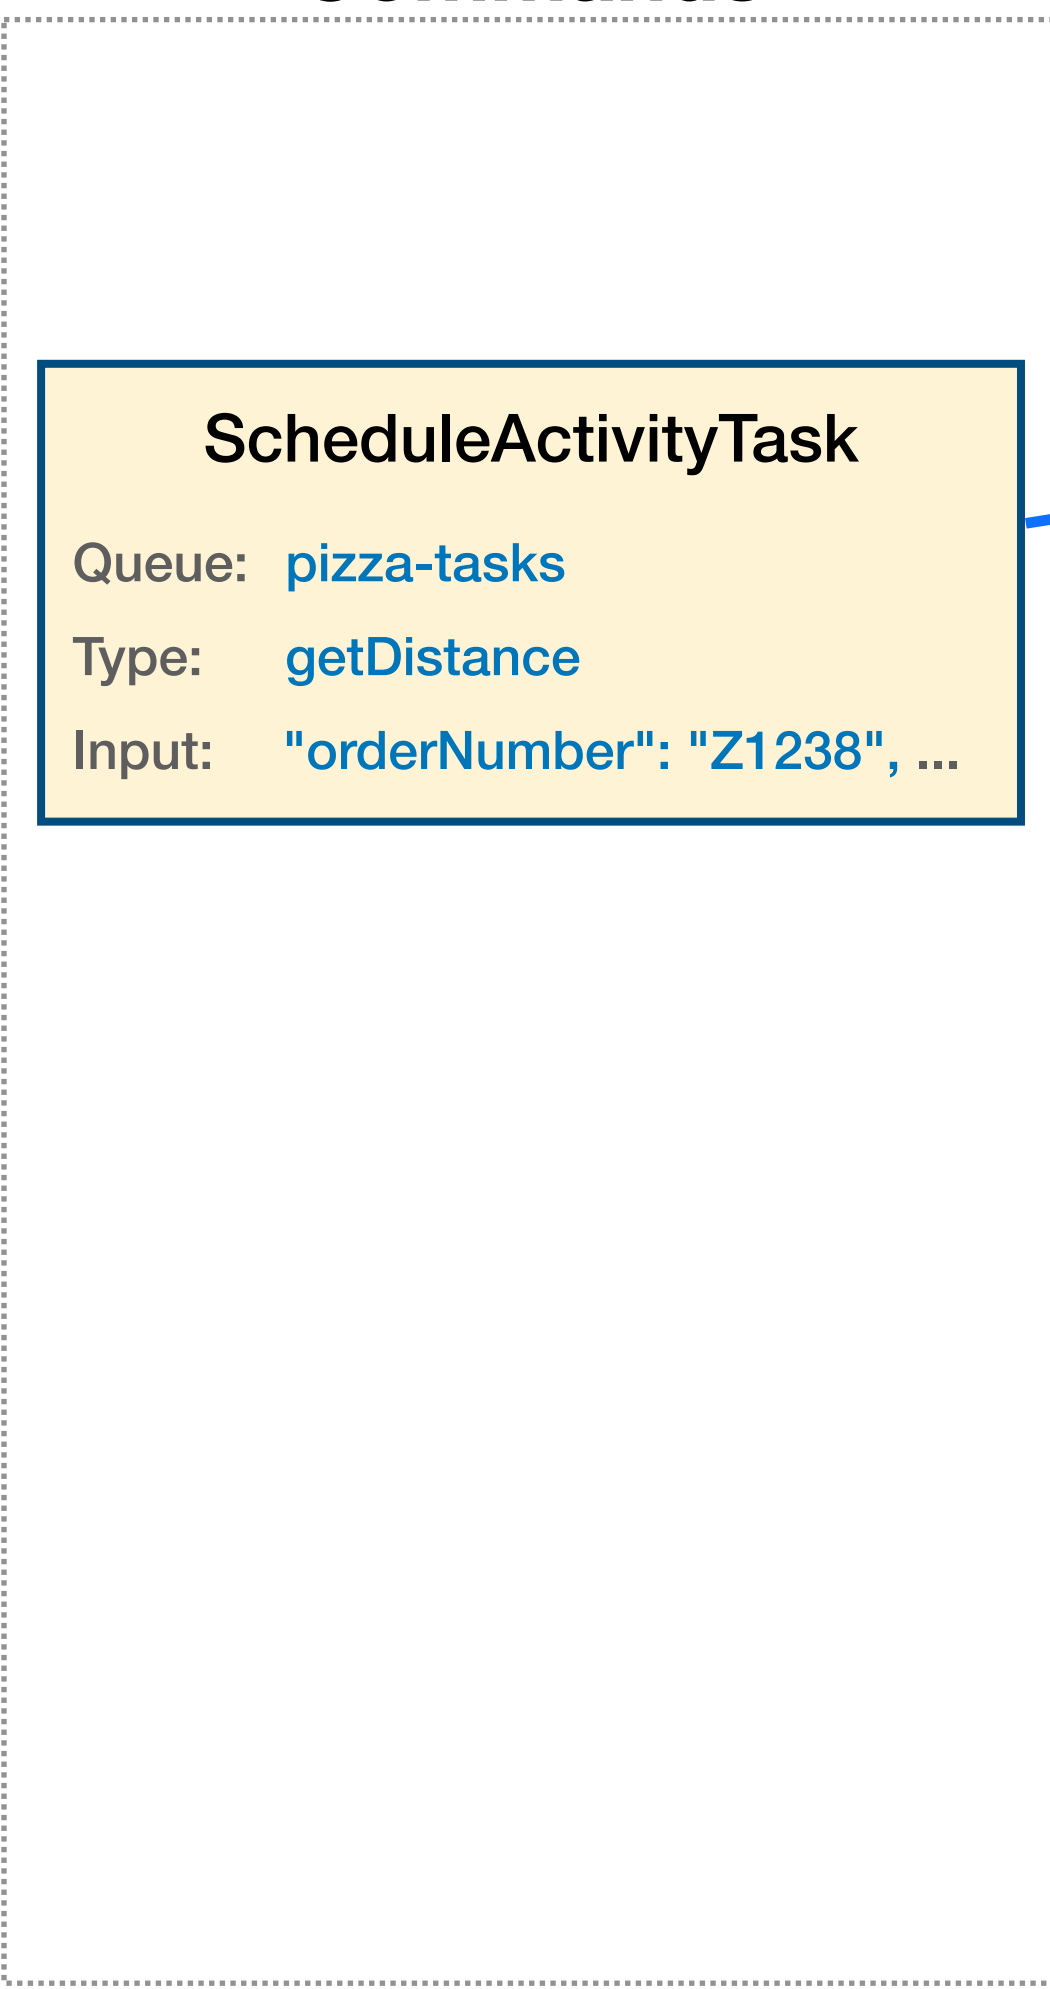 ScheduleActivityTask
Queue: pizza-tasks
Type: getDistance
Input: "orderNumber": "Z1238", ...